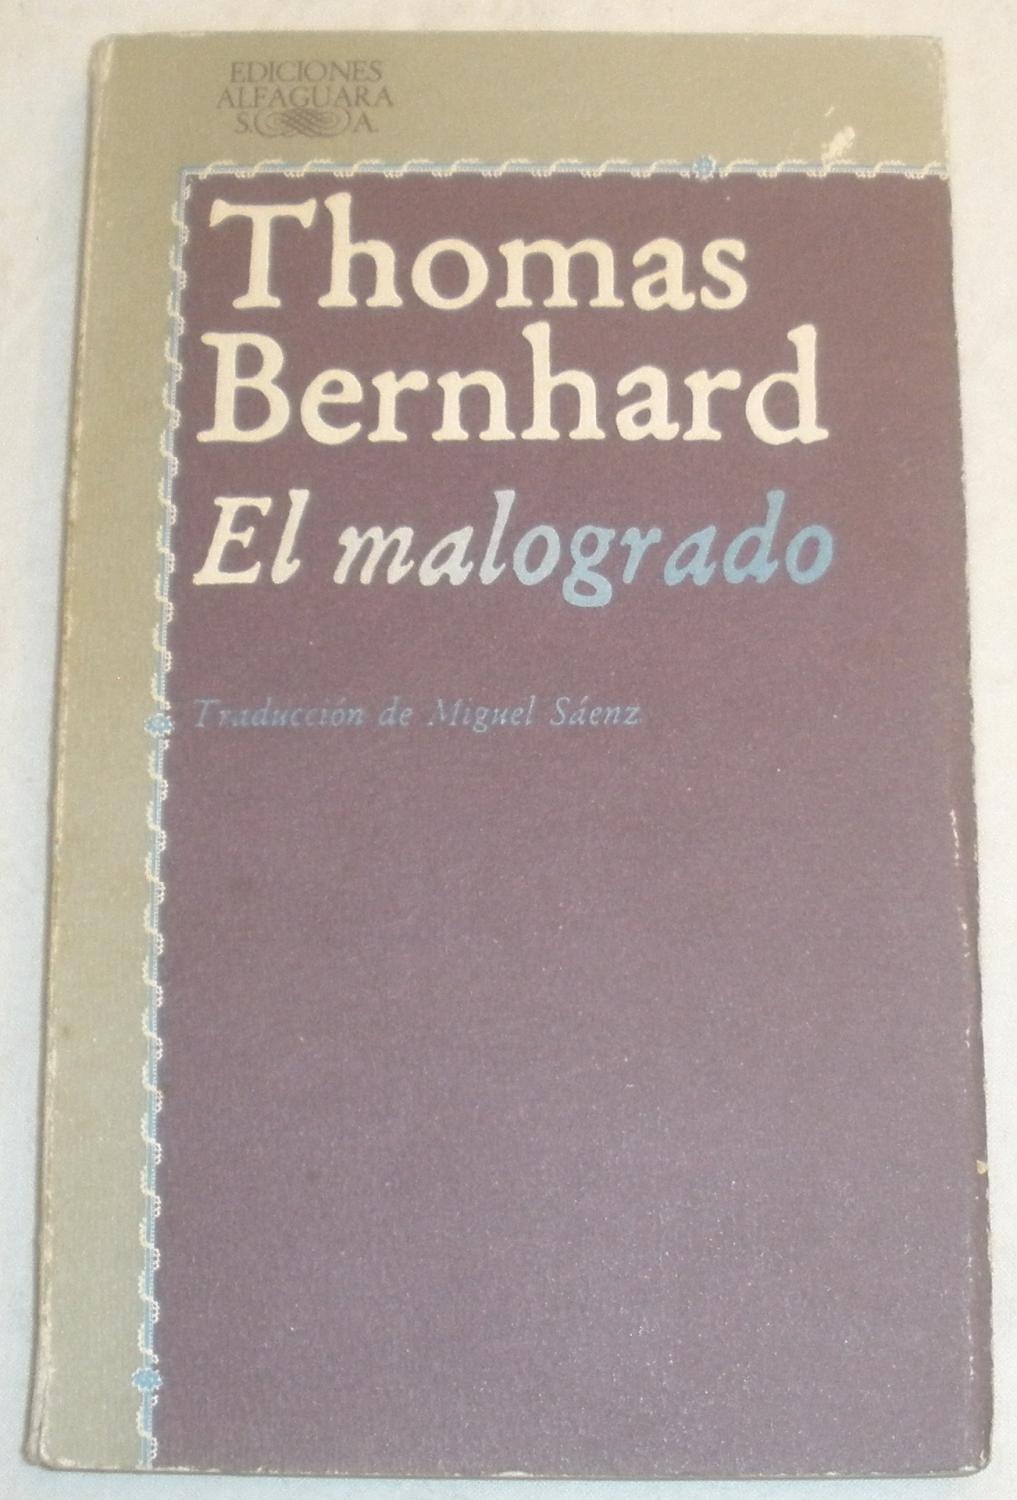 EDICIONES
ALFAGUARA
S. A.
Thomas
Bernhard
El malogrado
Traducción de Miguel Sáenz